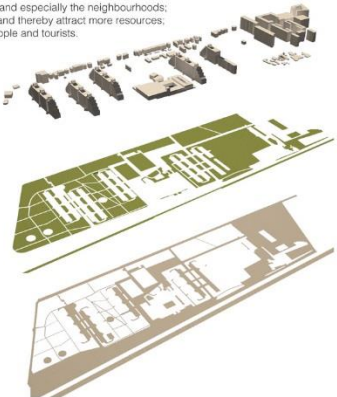 and especially the neighbourhoods;
and thereby attract more resources;
ople and tourists.